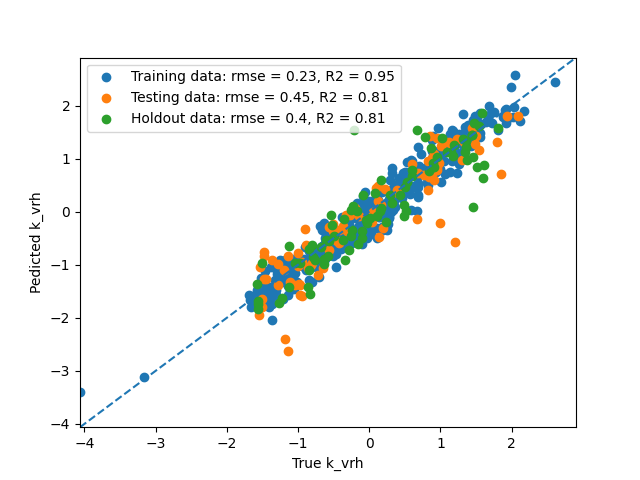 Training data: rmse = 0.23, R2 = 0.95
Testing data: rmse = 0.45, R2 = 0.81
Holdout data: rmse = 0.4, R2 = 0.81
2
1
0
−1
−2
−3
−4
Pedicted k_vrh
−4 −3 −2 −1 0 1 2
True k_vrh